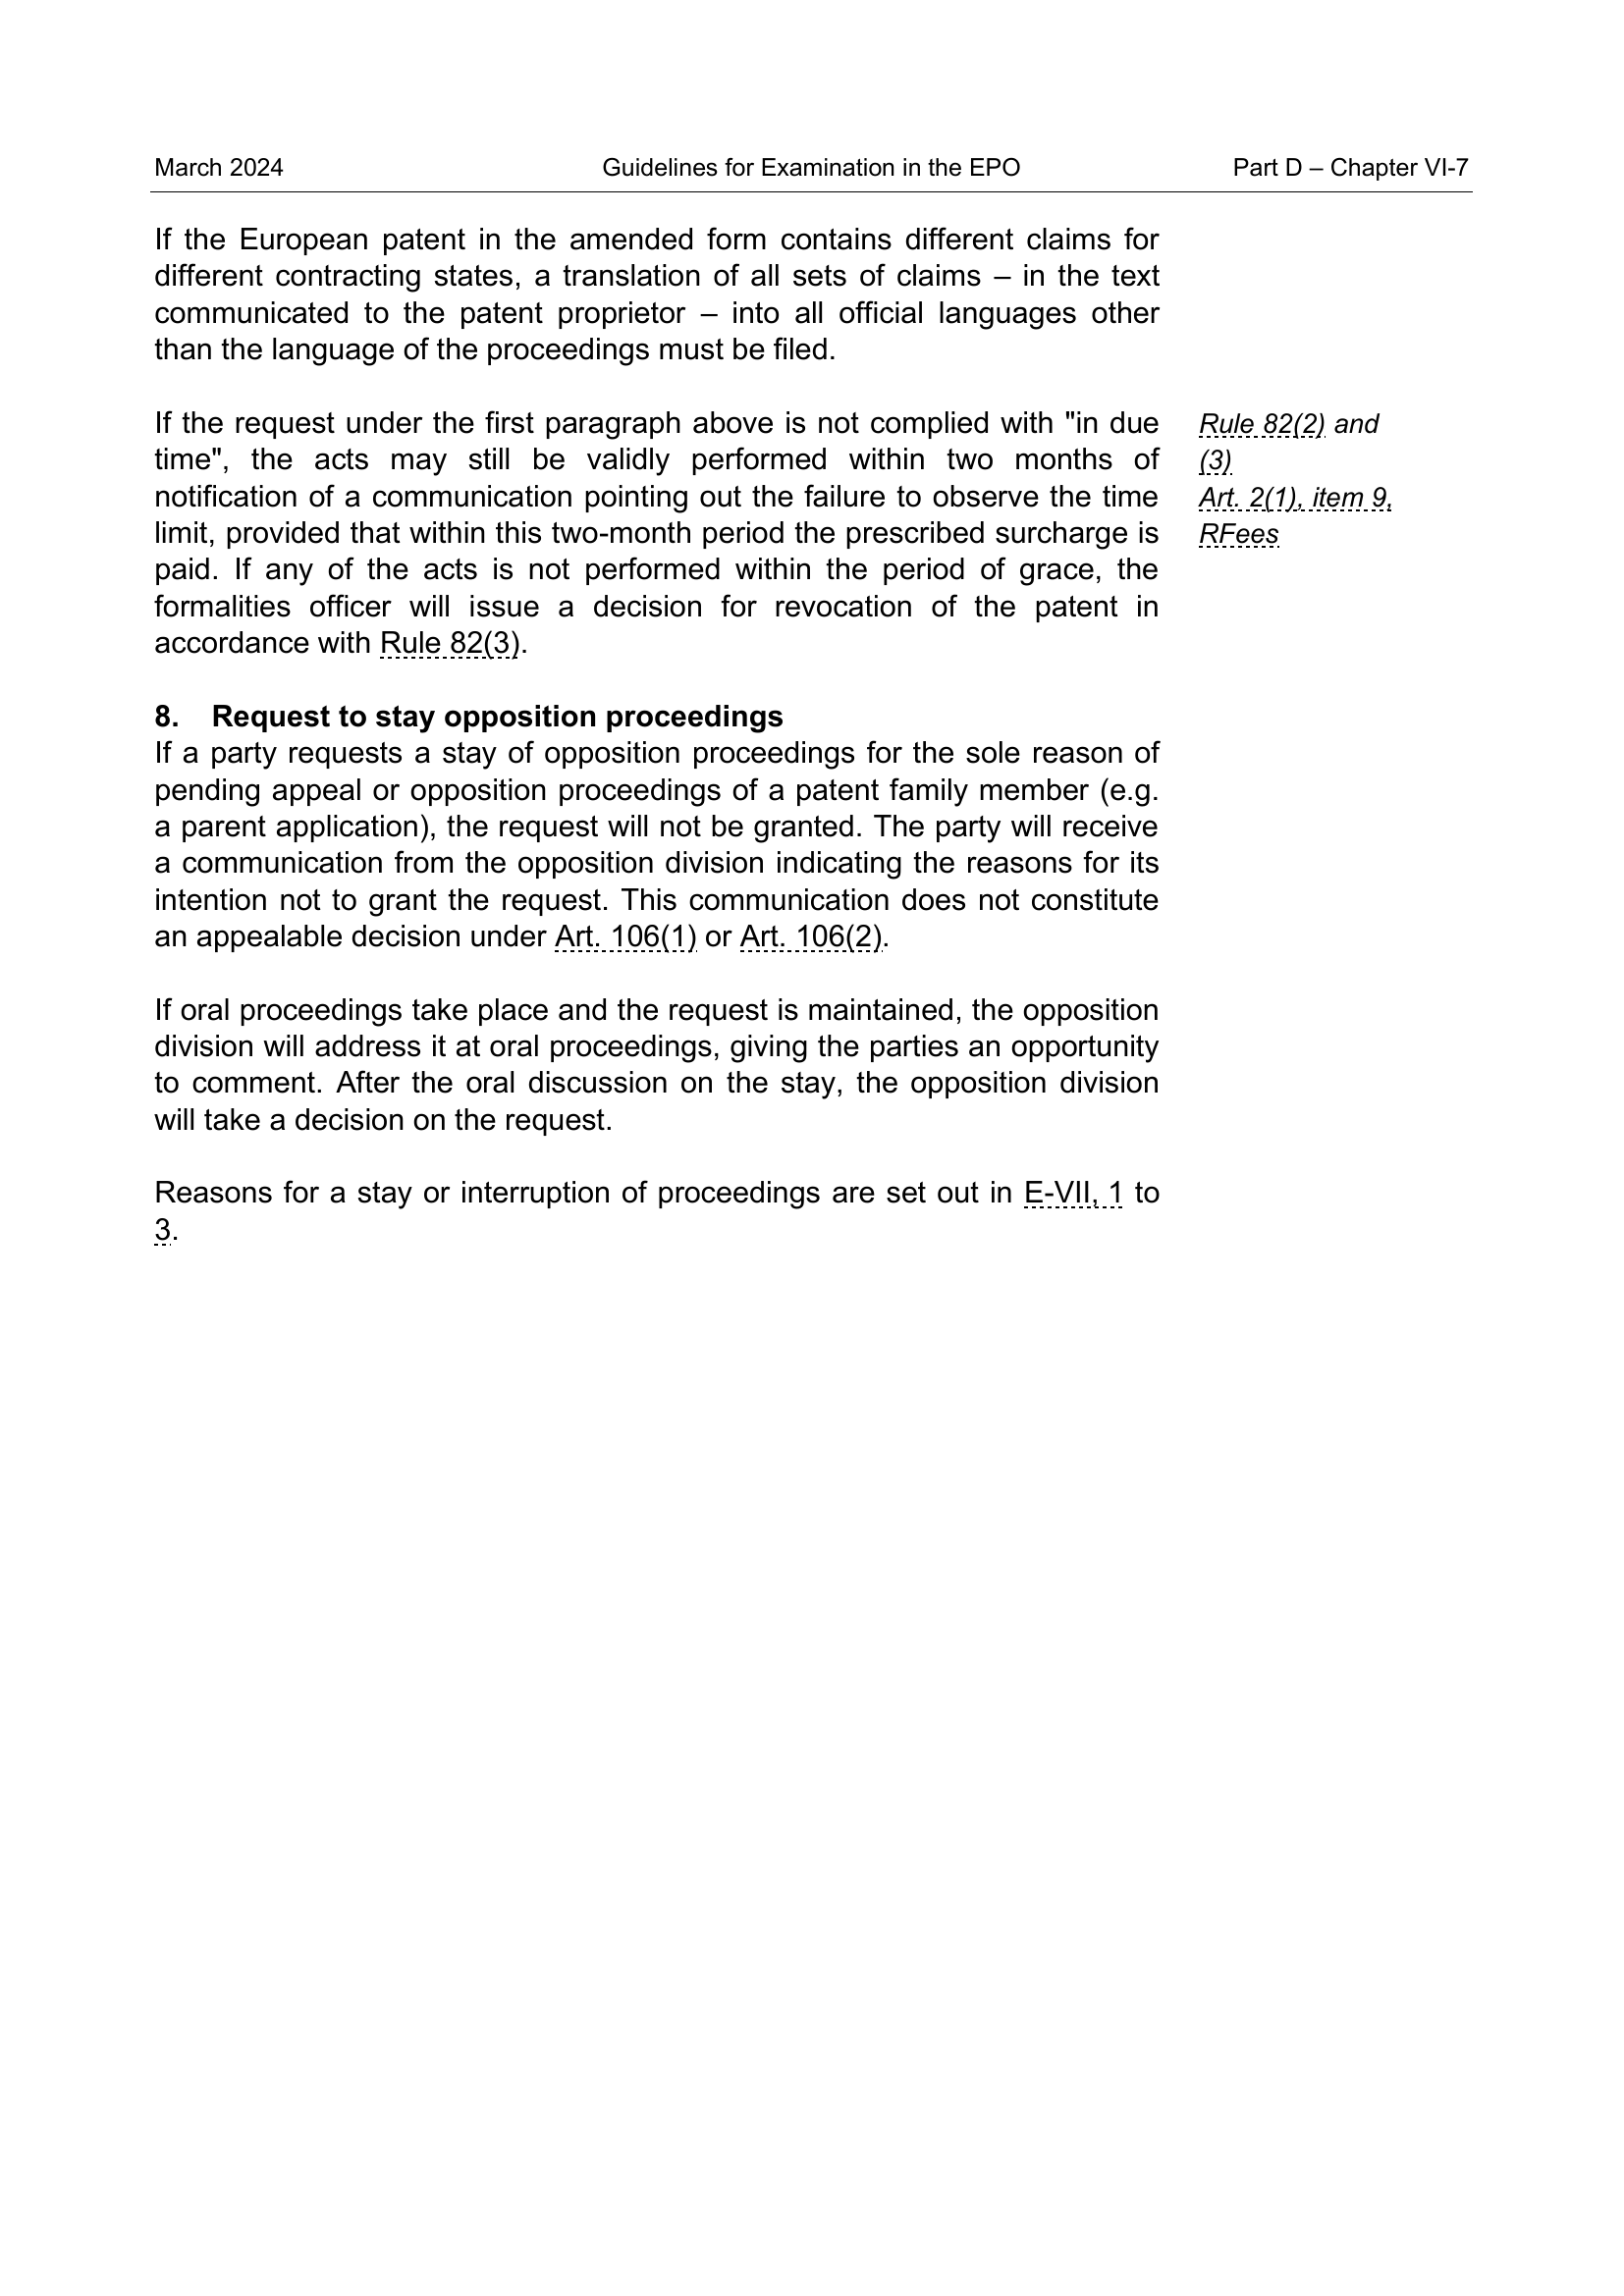 March 2024 Guidelines for Examination in the EPO Part D – Chapter VI-7
If the European patent in the amended form contains different claims for
different contracting states, a translation of all sets of claims – in the text
communicated to the patent proprietor – into all official languages other
than the language of the proceedings must be filed.
If the request under the first paragraph above is not complied with "in due
time", the acts may still be validly performed within two months of
notification of a communication pointing out the failure to observe the time
limit, provided that within this two-month period the prescribed surcharge is
paid. If any of the acts is not performed within the period of grace, the
formalities officer will issue a decision for revocation of the patent in
accordance with Rule 82(3).
Rule 82(2) and
(3)
Art. 2(1), item 9,
RFees
8. Request to stay opposition proceedings
If a party requests a stay of opposition proceedings for the sole reason of
pending appeal or opposition proceedings of a patent family member (e.g.
a parent application), the request will not be granted. The party will receive
a communication from the opposition division indicating the reasons for its
intention not to grant the request. This communication does not constitute
an appealable decision under Art. 106(1) or Art. 106(2).
If oral proceedings take place and the request is maintained, the opposition
division will address it at oral proceedings, giving the parties an opportunity
to comment. After the oral discussion on the stay, the opposition division
will take a decision on the request.
Reasons for a stay or interruption of proceedings are set out in E-VII, 1 to
3.